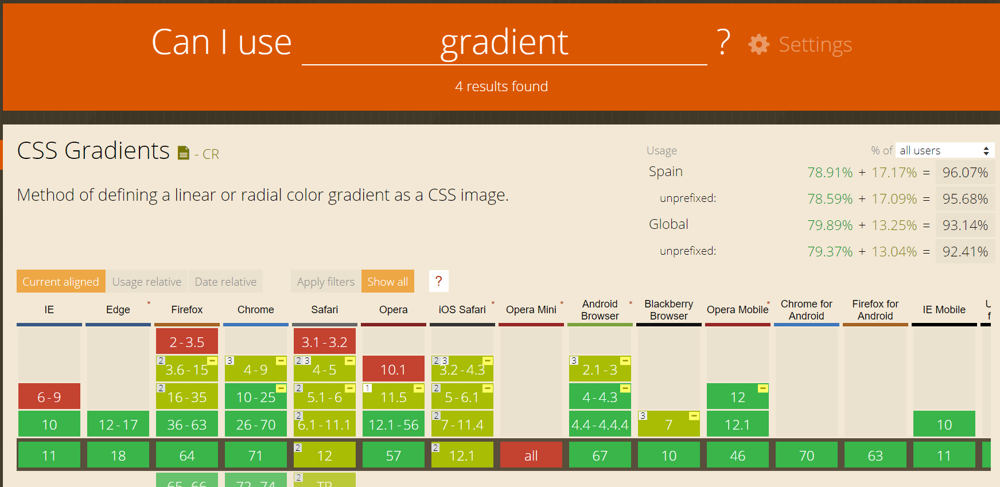 Can I use gradient ? Settings
4 results found
CSS Gradients - CR
Usage % of all users
Method of defining a linear or radial color gradient as a CSS image.
Spain 78.91% + 17.17% = 96.07%
unprefixed: 78.59% + 17.09% = 95.68%
Global 79.89% + 13.25% = 93.14%
unprefixed: 79.37% + 13.04% = 92.41%
Current aligned Usage relative Date relative Apply filters Show all ?
IE Edge * Firefox Chrome Safari Opera iOS Safari * Opera Mini * Android Browser * Blackberry Browser Opera Mobile * Chrome for Android Firefox for Android IE Mobile
2-3.5 3.1-3.2
2 3.6-15 3 4-9 2 3 4-5 10.1 2 3 3.2-4.3 3 2.1-3
6-9 2 16-35 10-25 2 5.1-6 1 11.5 2 5-6.1 4-4.3 12
10 12-17 36-63 26-70 2 6.1-11.1 12.1-56 2 7-11.4 4.4-4.4.4 3 7 12.1 10
11 18 64 71 2 12 57 2 12.1 all 67 10 46 70 63 11
65-66 72-74 2 TP